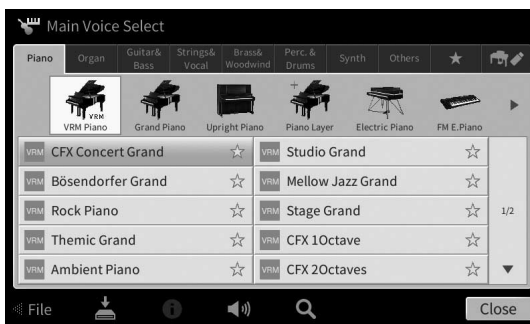 Main Voice Select
Piano
Organ
Guitar&
Bass
Strings&
Vocal
Brass&
Woodwind
Perc. &
Drums
Synth
Others
VRM
VRM Piano
Grand Piano
Upright Piano
Piano Layer
Electric Piano
FM E.Piano
VRM CFX Concert Grand
VRM Studio Grand
VRM Bösendorfer Grand
VRM Mellow Jazz Grand
VRM Rock Piano
VRM Stage Grand
1/2
VRM Themic Grand
VRM CFX 1Octave
VRM Ambient Piano
VRM CFX 2Octaves
File
Close